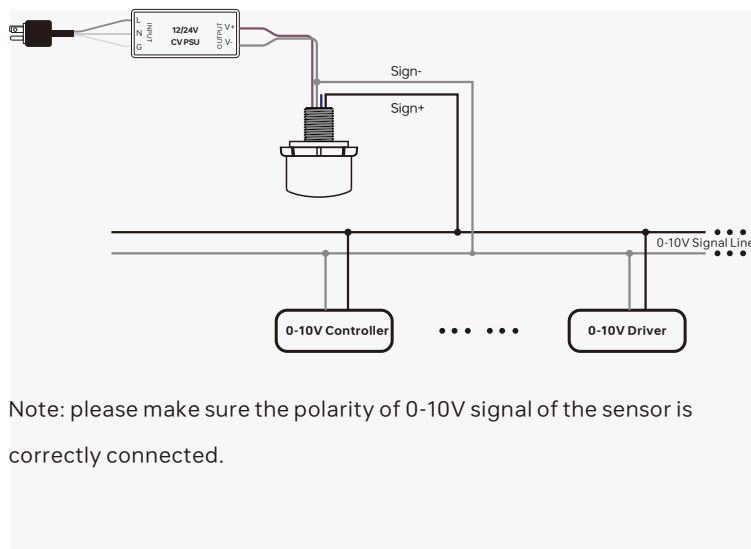 L
N
G
INPUT
12/24V
CV PSU
OUTPUT
V+
V-
Sign-
Sign+
0-10V Signal Line
0-10V Controller
0-10V Driver
Note: please make sure the polarity of 0-10V signal of the sensor is
correctly connected.